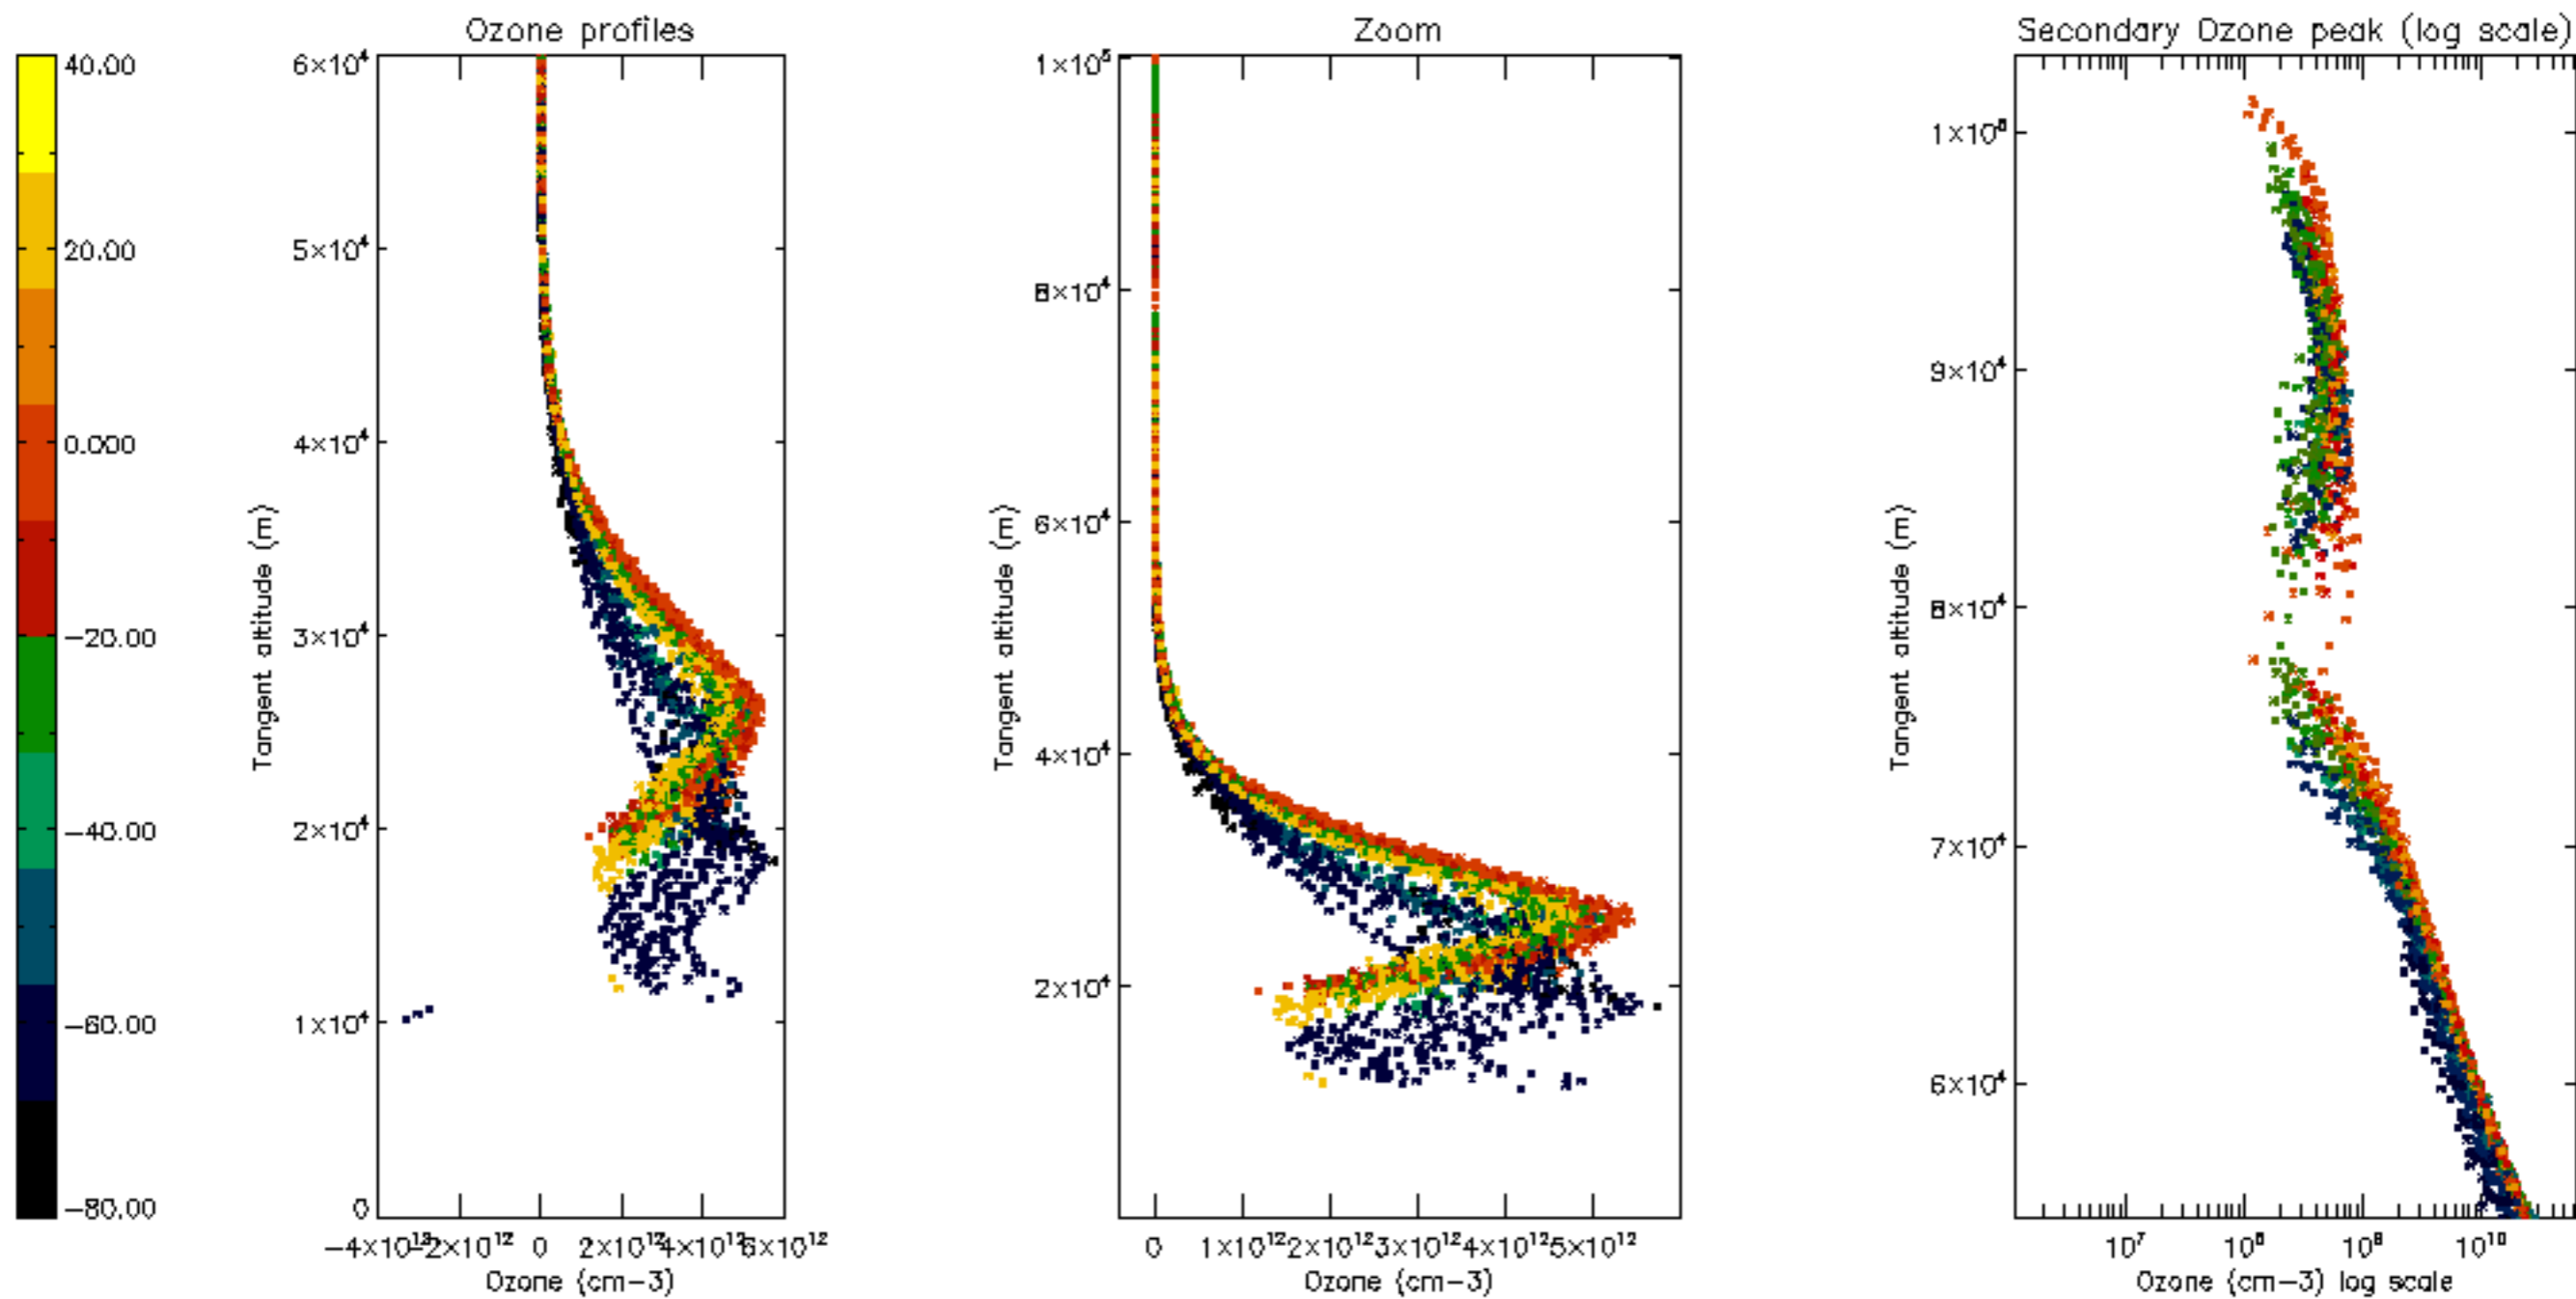 Ozone profiles
Zoom
Secondary Ozone peak (log scale)
40.00
20.00
0.000
−20.00
−40.00
−60.00
−80.00
6×10⁴
5×10⁴
4×10⁴
3×10⁴
2×10⁴
1×10⁴
0
Tangent altitude (m)
−2×10¹² 0 2×10¹² 6×10¹²
Ozone (cm−3)
1×10⁵
8×10⁴
6×10⁴
4×10⁴
2×10⁴
Tangent altitude (m)
0 1×10¹² 2×10¹² 3×10¹² 4×10¹² 5×10¹²
Ozone (cm−3)
9×10⁴
8×10⁴
7×10⁴
6×10⁴
Tangent altitude (m)
10⁷ 10⁸ 10⁹ 10¹⁰
Ozone (cm−3) log scale